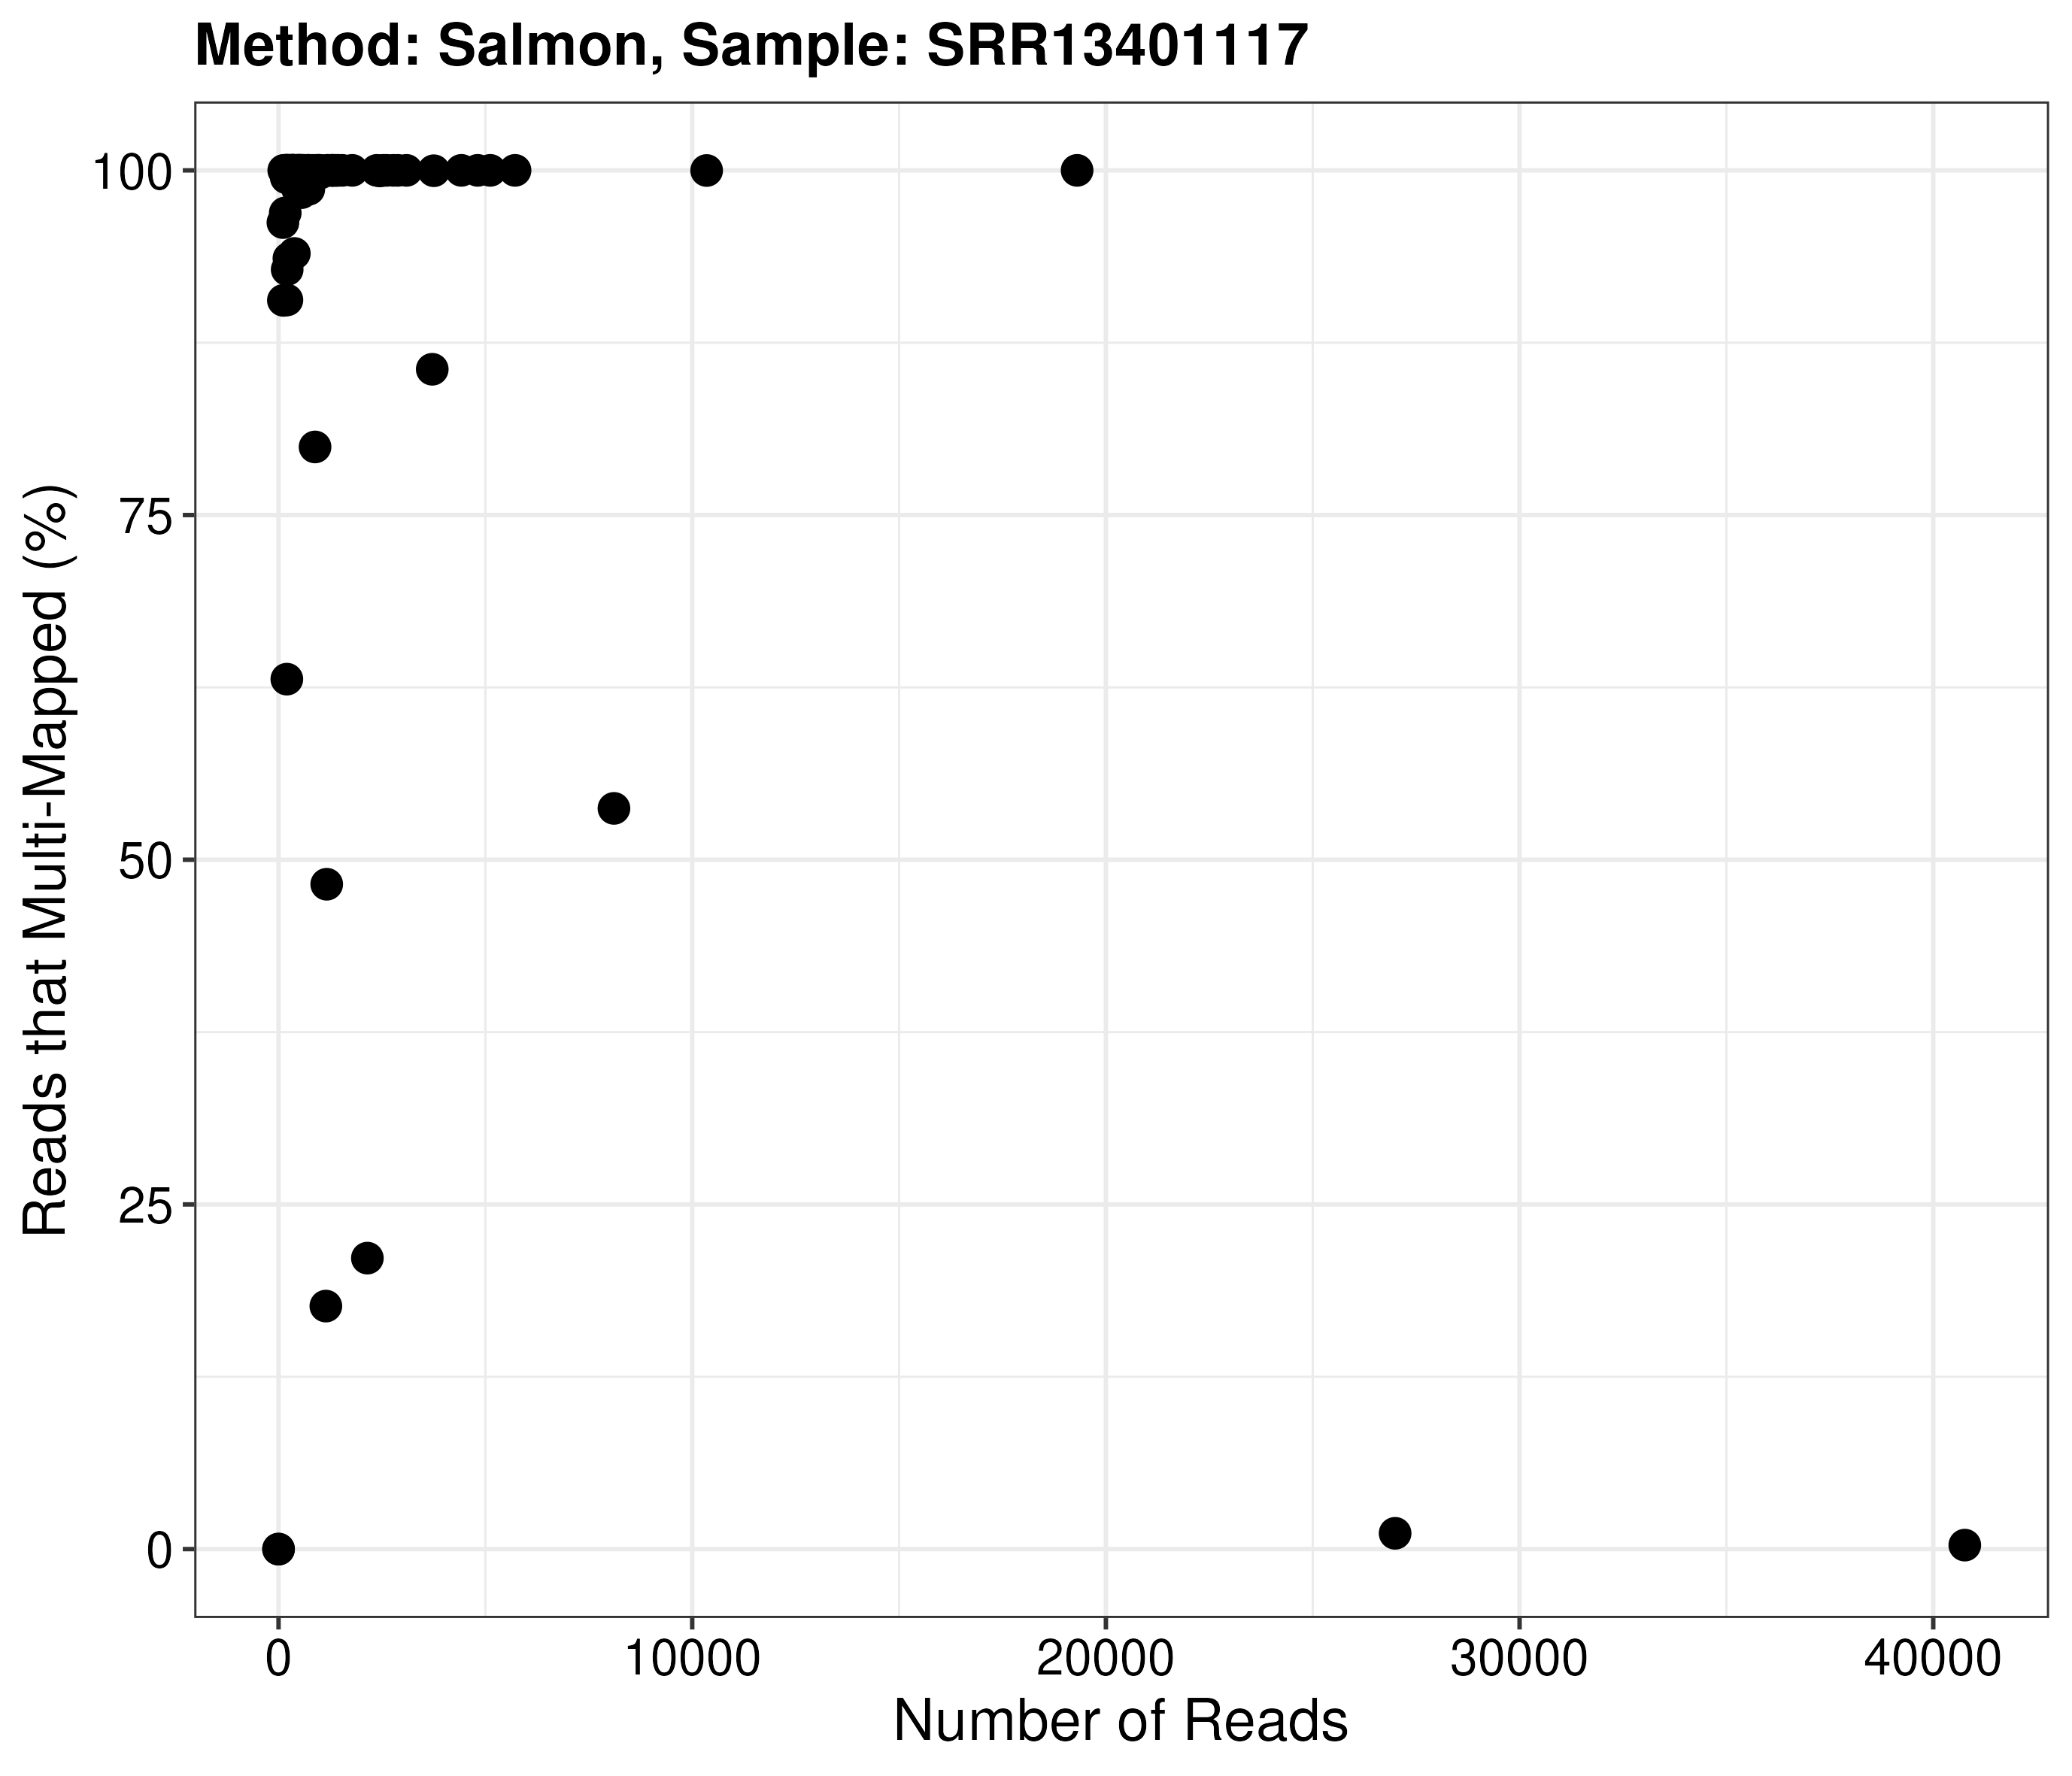 Method: Salmon, Sample: SRR13401117
Reads that Multi-Mapped (%)
100
75
50
25
0
0 10000 20000 30000 40000
Number of Reads